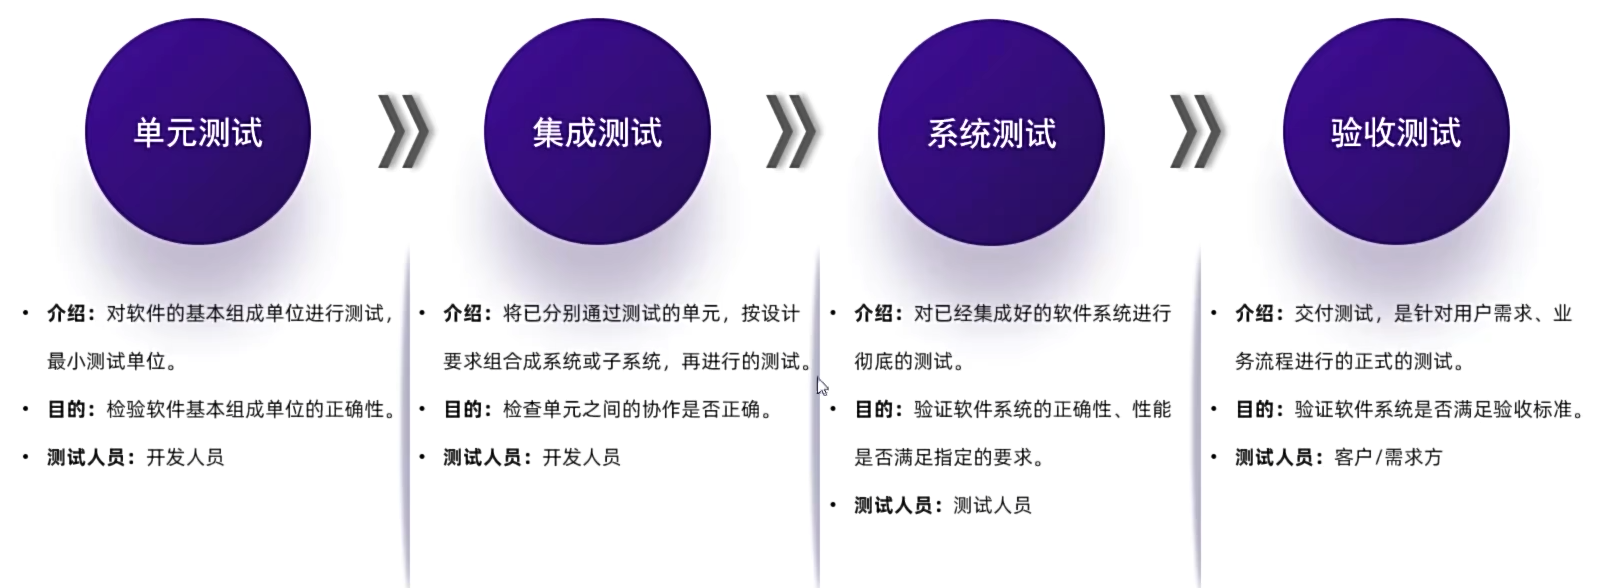 单元测试
集成测试
系统测试
验收测试
• 介绍：对软件的基本组成单位进行测试，
最小测试单位。
• 目的：检验软件基本组成单位的正确性。
• 测试人员：开发人员
• 介绍：将已分别通过测试的单元，按设计
要求组合成系统或子系统，再进行的测试。
• 目的：检查单元之间的协作是否正确。
• 测试人员：开发人员
• 介绍：对已经集成好的软件系统进行
彻底的测试。
• 目的：验证软件系统的正确性、性能
是否满足指定的要求。
• 测试人员：测试人员
• 介绍：交付测试，是针对用户需求、业
务流程进行的正式的测试。
• 目的：验证软件系统是否满足验收标准。
• 测试人员：客户/需求方